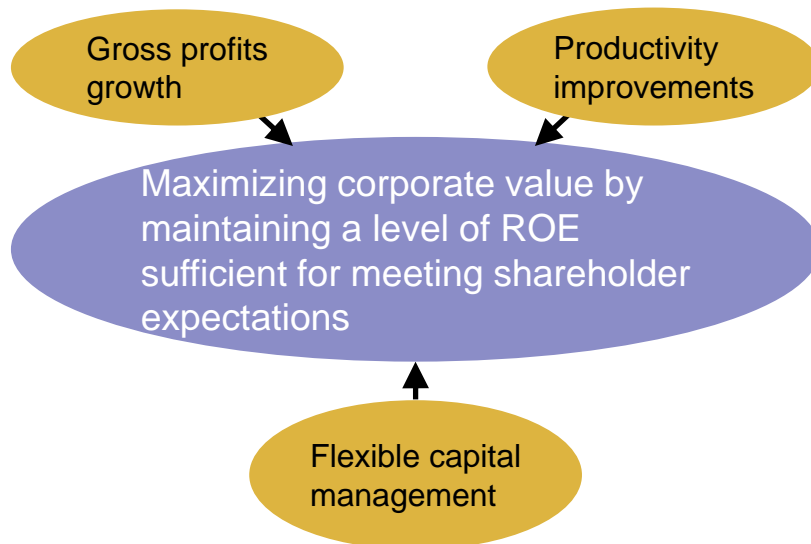 Gross profits
growth
Productivity
improvements
Maximizing corporate value by
maintaining a level of ROE
sufficient for meeting shareholder
expectations
Flexible capital
management